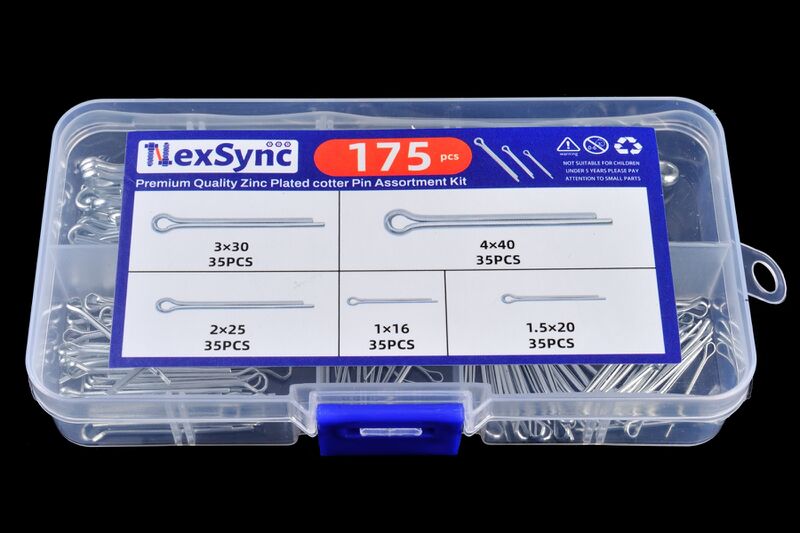 NexSync
175 pcs
Premium Quality Zinc Plated cotter Pin Assortment Kit
warning
0-3
NOT SUITABLE FOR CHILDREN
UNDER 5 YEARS PLEASE PAY
ATTENTION TO SMALL PARTS
3×30
35PCS
4×40
35PCS
2×25
35PCS
1×16
35PCS
1.5×20
35PCS